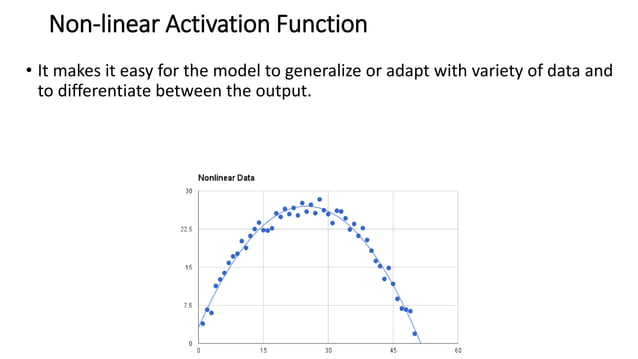 Non-linear Activation Function
• It makes it easy for the model to generalize or adapt with variety of data and
to differentiate between the output.
Nonlinear Data
30
22.5
15
7.5
0
0 15 30 45 60